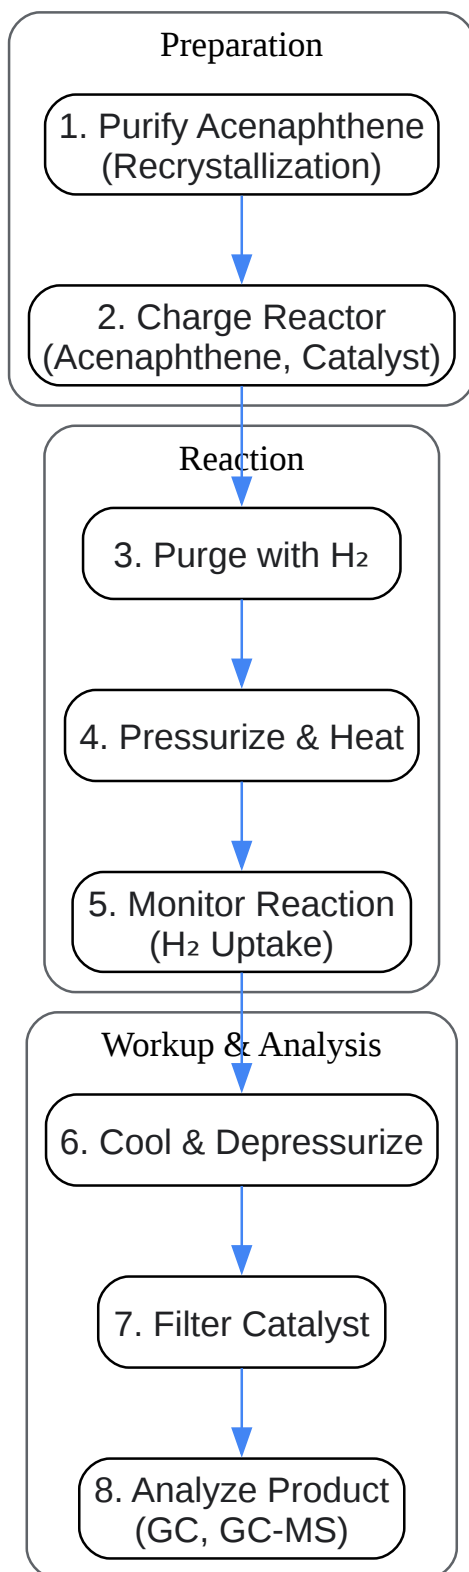 Preparation
1. Purify Acenaphthene
(Recrystallization)
2. Charge Reactor
(Acenaphthene, Catalyst)
Reaction
3. Purge with H₂
4. Pressurize & Heat
5. Monitor Reaction
(H₂ Uptake)
Workup & Analysis
6. Cool & Depressurize
7. Filter Catalyst
8. Analyze Product
(GC, GC-MS)